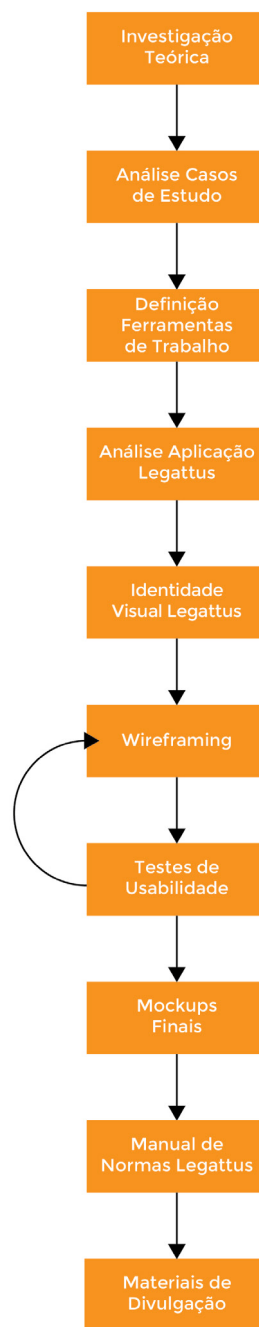 Investigação
Teórica
Análise Casos
de Estudo
Definição
Ferramentas
de Trabalho
Análise Aplicação
Legattus
Identidade
Visual Legattus
Wireframing
Testes de
Usabilidade
Mockups
Finais
Manual de
Normas Legattus
Materiais de
Divulgação